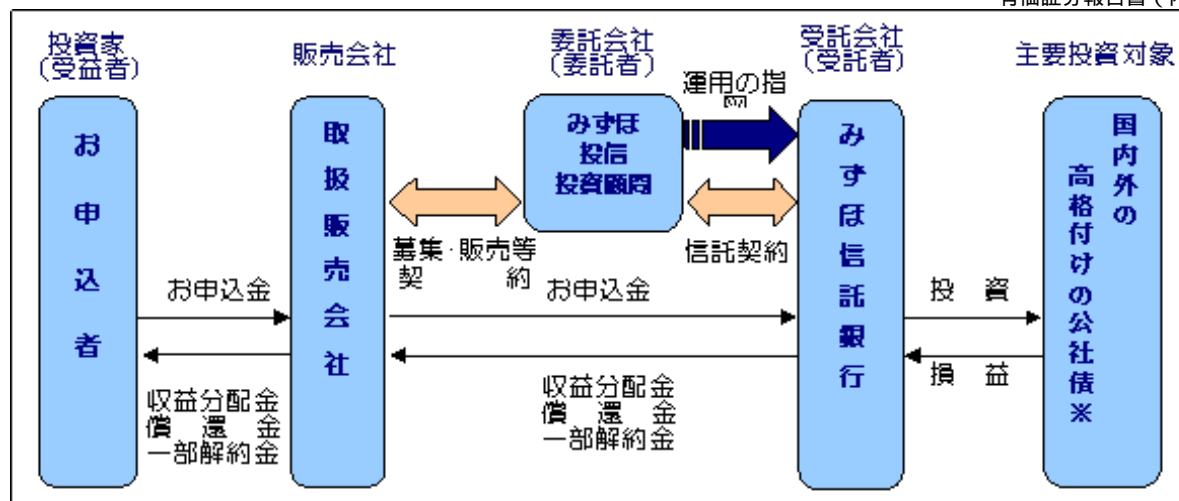 投資家
(受益者)
販売会社
委託会社
(委託者)
受託会社
(受託者)
主要投資対象
お申込者
取扱販売会社
みずほ
投信
投資顧問
運用の指
みずほ信託銀行
国内外の
高格付けの公社債※
募集・販売等
契　約
信託契約
お申込金
お申込金
投　資
損　益
収益分配金
償　還　金
一部解約金
収益分配金
償　還　金
一部解約金